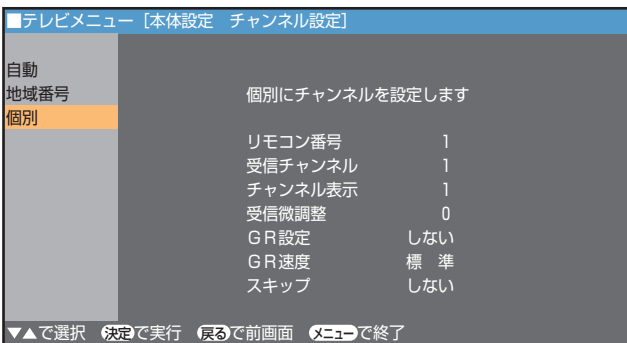 ■テレビメニュー［本体設定　チャンネル設定］
自動
地域番号
個別
個別にチャンネルを設定します
リモコン番号　1
受信チャンネル　1
チャンネル表示　1
受信微調整　0
ＧＲ設定　しない
ＧＲ速度　標　準
スキップ　しない
▼▲で選択　決定で実行　戻るで前画面　メニューで終了